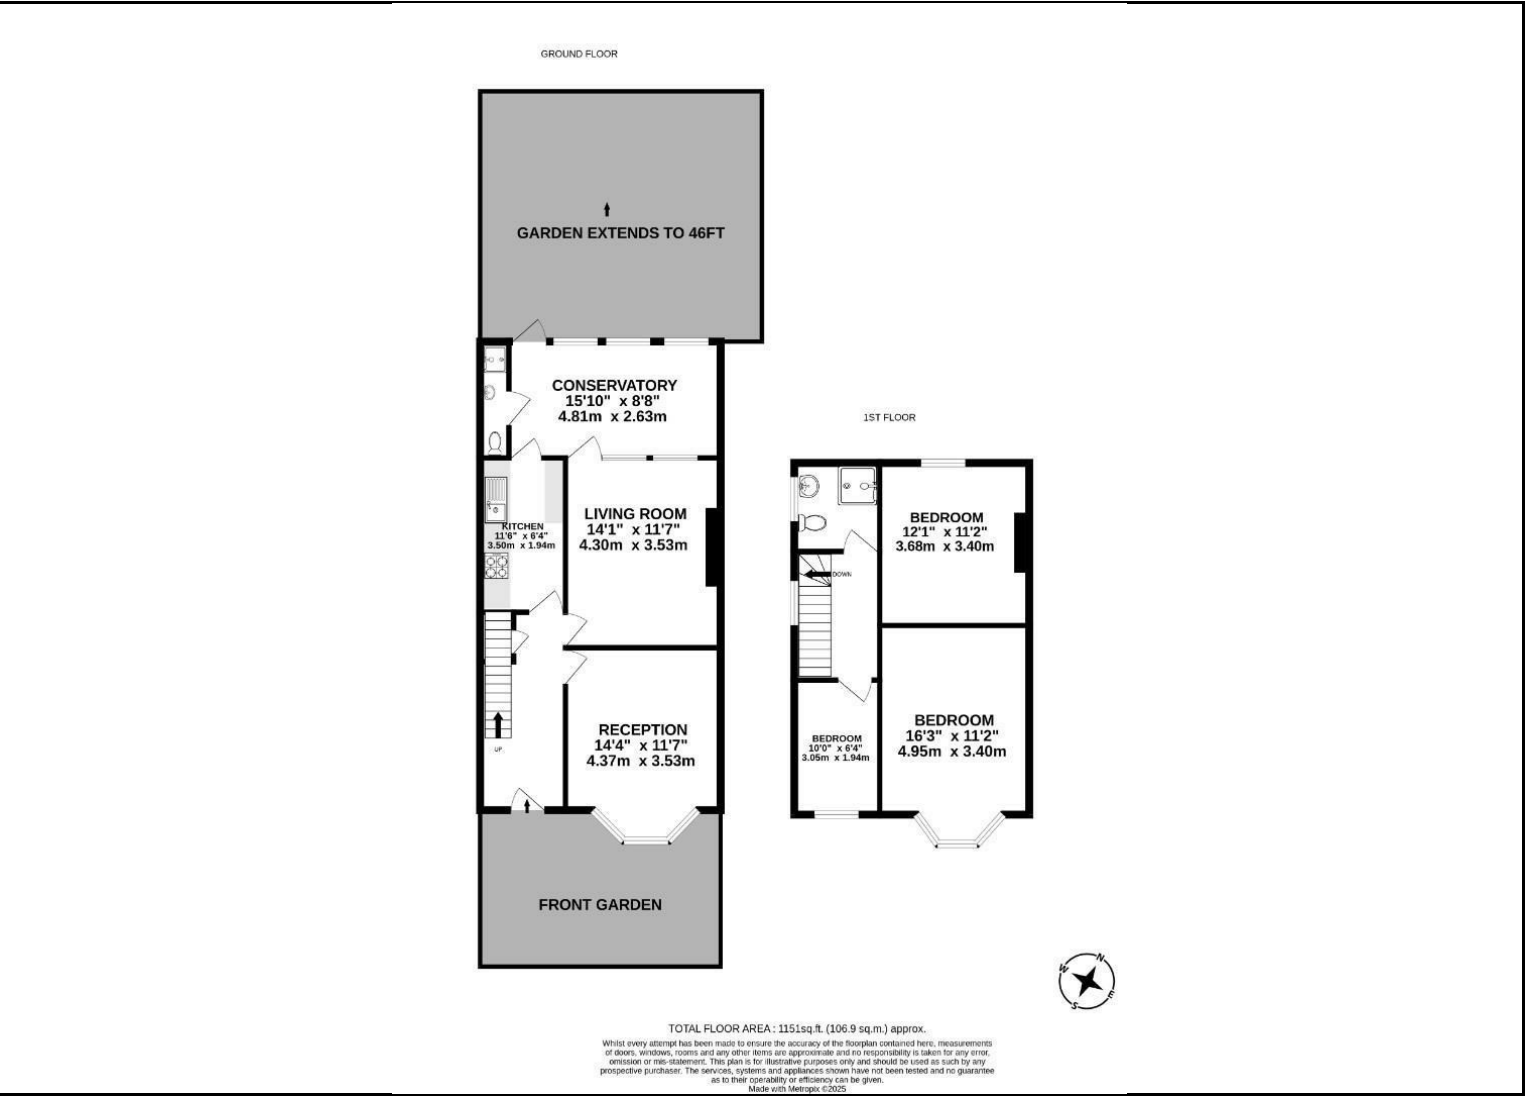 GROUND FLOOR
GARDEN EXTENDS TO 46FT
CONSERVATORY
15'10" x 8'8"
4.81m x 2.63m
1ST FLOOR
LIVING ROOM
14'1" x 11'7"
4.30m x 3.53m
KITCHEN
11'6" x 6'4"
3.50m x 1.94m
BEDROOM
12'1" x 11'2"
3.68m x 3.40m
DOWN
RECEPTION
14'4" x 11'7"
4.37m x 3.53m
UP
BEDROOM
10'0" x 6'4"
3.05m x 1.94m
BEDROOM
16'3" x 11'2"
4.95m x 3.40m
FRONT GARDEN
N
W
E
S
TOTAL FLOOR AREA : 1151sq.ft. (106.9 sq.m.) approx.
Whilst every attempt has been made to ensure the accuracy of the floorplan contained here, measurements
of doors, windows, rooms and any other items are approximate and no responsibility is taken for any error,
omission or mis-statement. This plan is for illustrative purposes only and should be used as such by any
prospective purchaser. The services, systems and appliances shown have not been tested and no guarantee
as to their operability or efficiency can be given.
Made with Metropix ©2025